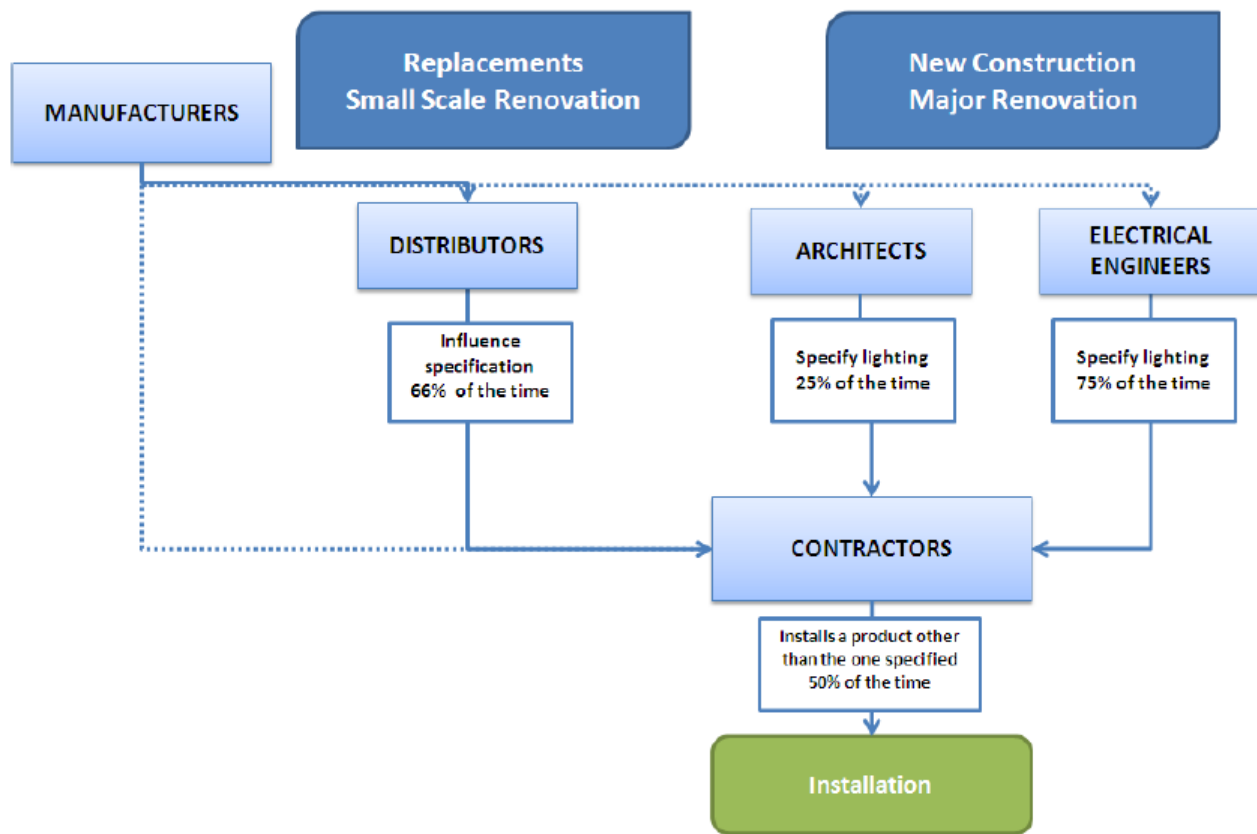 Replacements
Small Scale Renovation
New Construction
Major Renovation
MANUFACTURERS
DISTRIBUTORS
ARCHITECTS
ELECTRICAL
ENGINEERS
Influence
specification
66% of the time
Specify lighting
25% of the time
Specify lighting
75% of the time
CONTRACTORS
Installs a product other
than the one specified
50% of the time
Installation